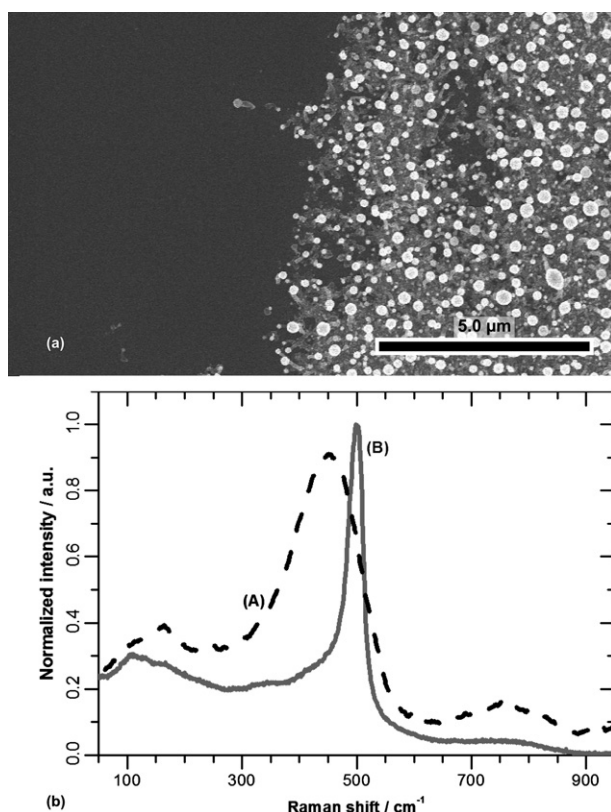 5.0 µm
(a)
(B)
(A)
Normalized intensity / a.u.
1.0
0.8
0.6
0.4
0.2
0.0
100 300 500 700 900
Raman shift / cm⁻¹
(b)